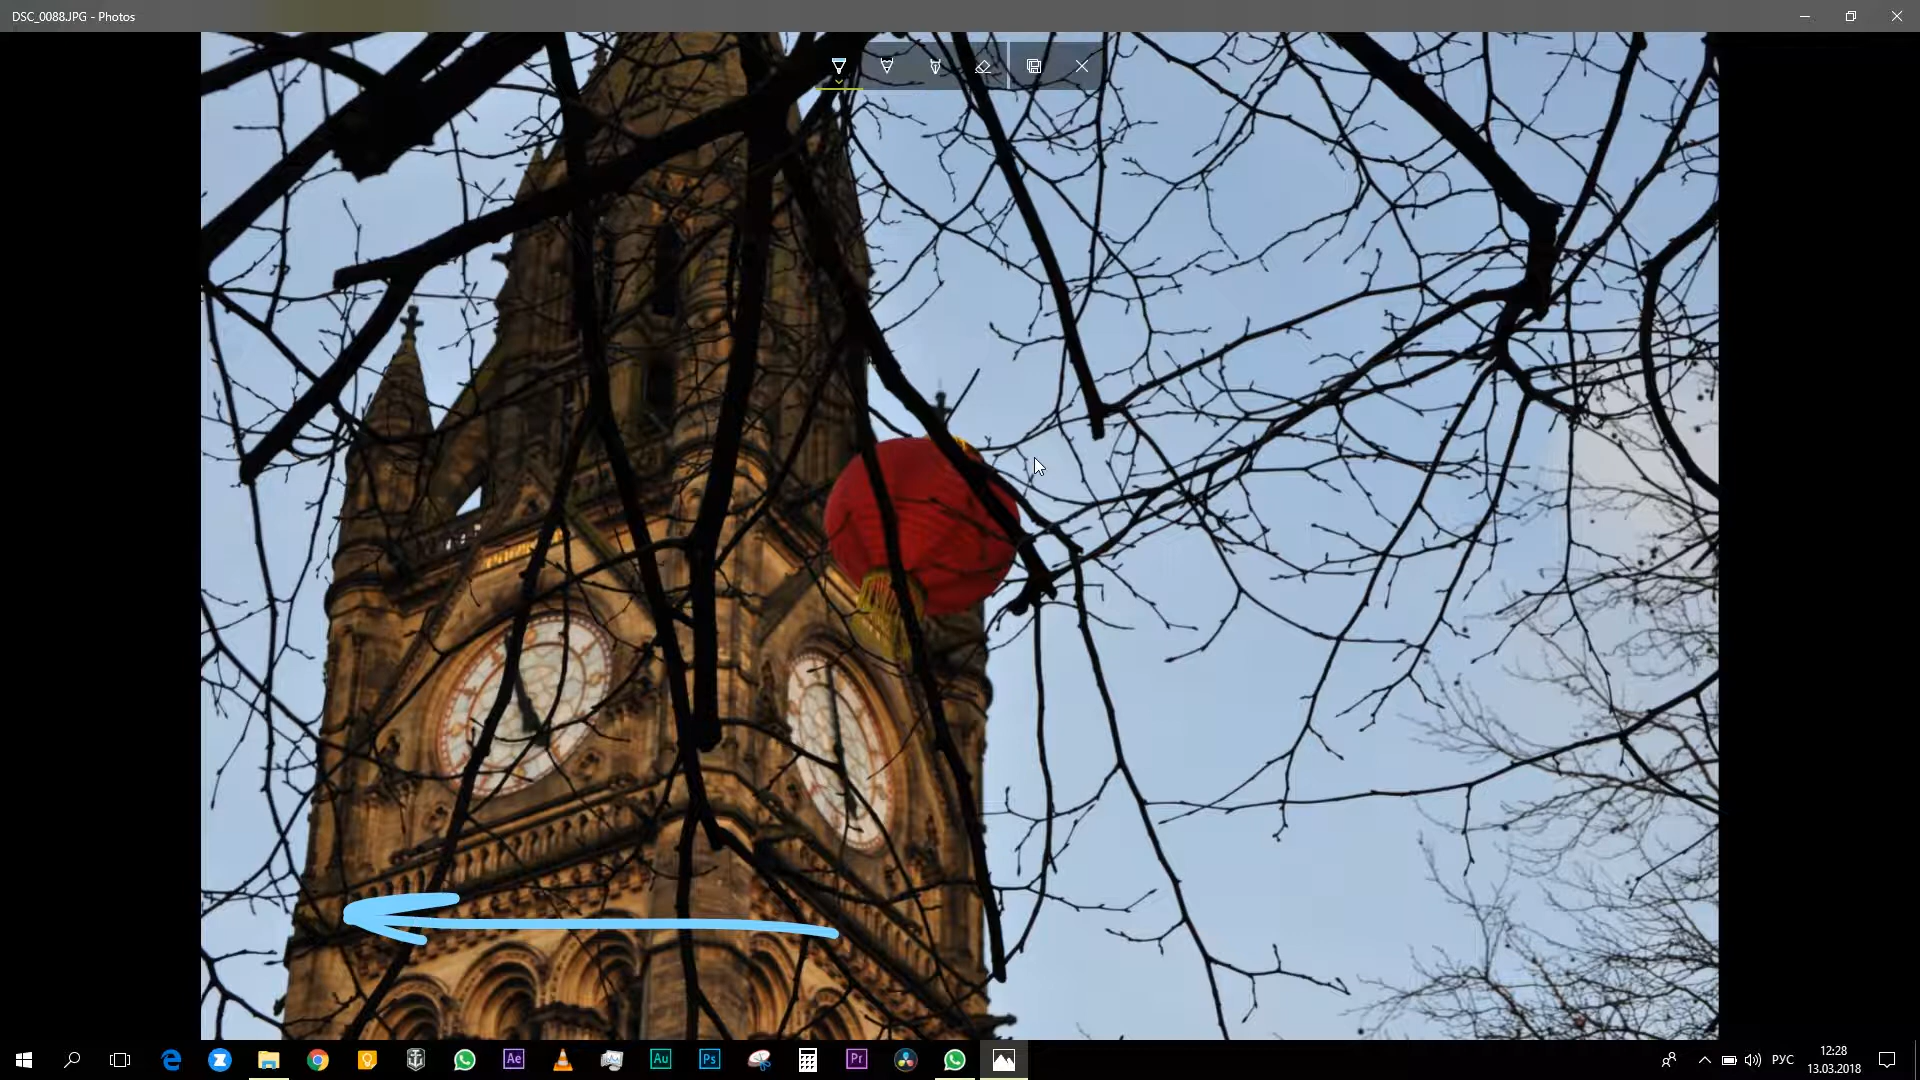 DSC_0088.JPG - Photos
Ae
Au
Ps
Pr
РУС
12:28
13.03.2018